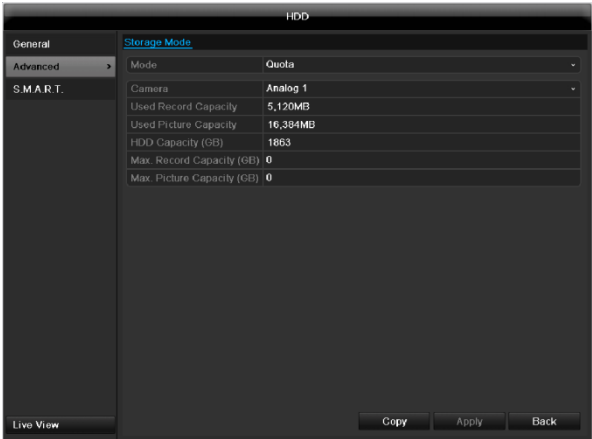 HDD
General
Advanced >
S.M.A.R.T.
Live View
Storage Mode
Mode Quota
Camera Analog 1
Used Record Capacity 5,120MB
Used Picture Capacity 16,384MB
HDD Capacity (GB) 1863
Max. Record Capacity (GB) 0
Max. Picture Capacity (GB) 0
Copy Apply Back